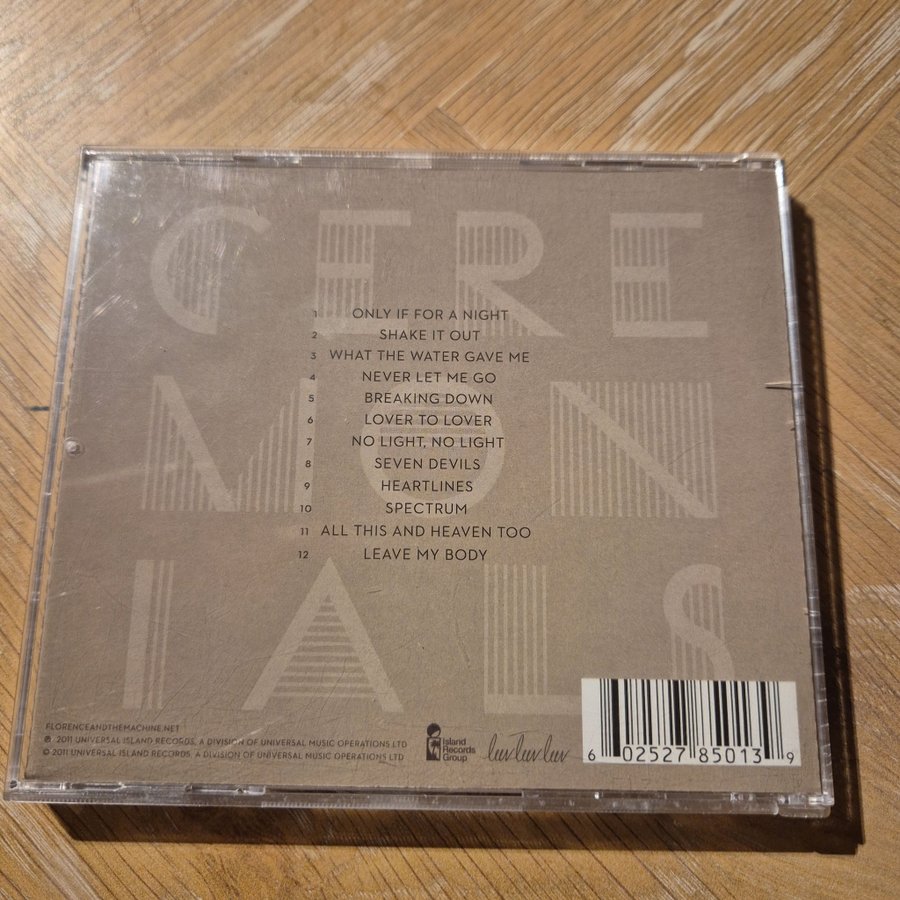 CERE
MON
IALS
1 ONLY IF FOR A NIGHT
2 SHAKE IT OUT
3 WHAT THE WATER GAVE ME
4 NEVER LET ME GO
5 BREAKING DOWN
6 LOVER TO LOVER
7 NO LIGHT, NO LIGHT
8 SEVEN DEVILS
9 HEARTLINES
10 SPECTRUM
11 ALL THIS AND HEAVEN TOO
12 LEAVE MY BODY
FLORENCEANDTHEMACHINE.NET
℗ 2011 UNIVERSAL ISLAND RECORDS, A DIVISION OF UNIVERSAL MUSIC OPERATIONS LTD
© 2011 UNIVERSAL ISLAND RECORDS, A DIVISION OF UNIVERSAL MUSIC OPERATIONS LTD
Island
Records
Group
luv luv luv
6 02527 85013 9